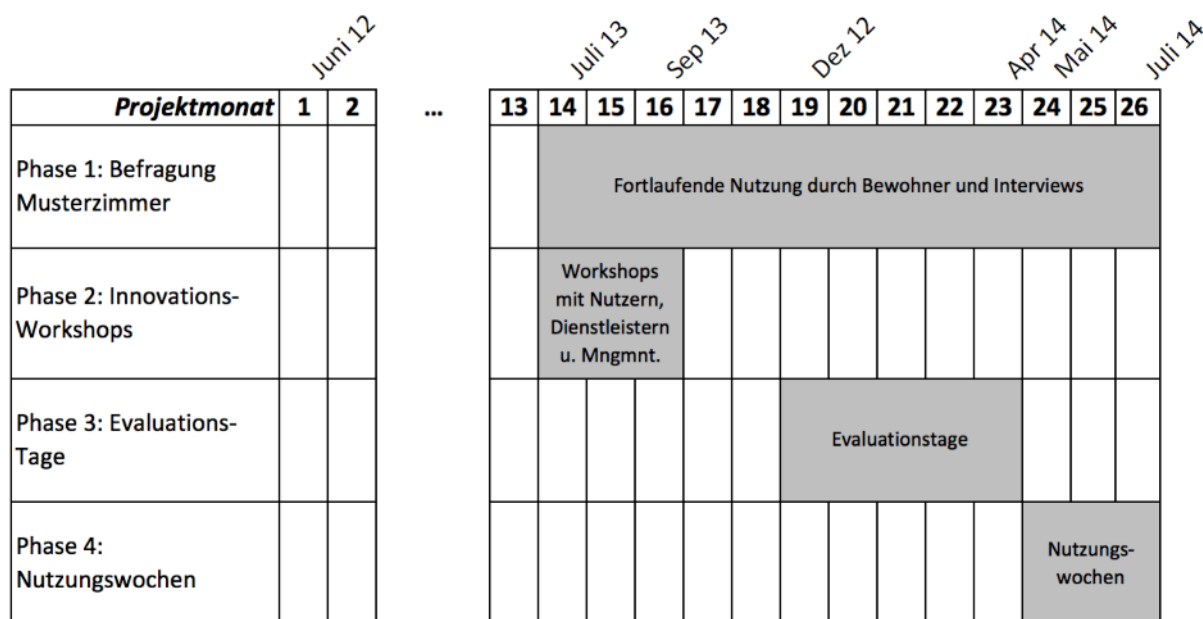 Juni 12 Juli 13 Sep 13 Dez 12 Apr 14 Mai 14 Juli 14
Projektmonat 1 2 ... 13 14 15 16 17 18 19 20 21 22 23 24 25 26
Phase 1: Befragung
Musterzimmer
Fortlaufende Nutzung durch Bewohner und Interviews
Phase 2: Innovations-
Workshops
Workshops
mit Nutzern,
Dienstleistern
u. Mngmnt.
Phase 3: Evaluations-
Tage
Evaluationstage
Phase 4:
Nutzungswochen
Nutzungs-
wochen